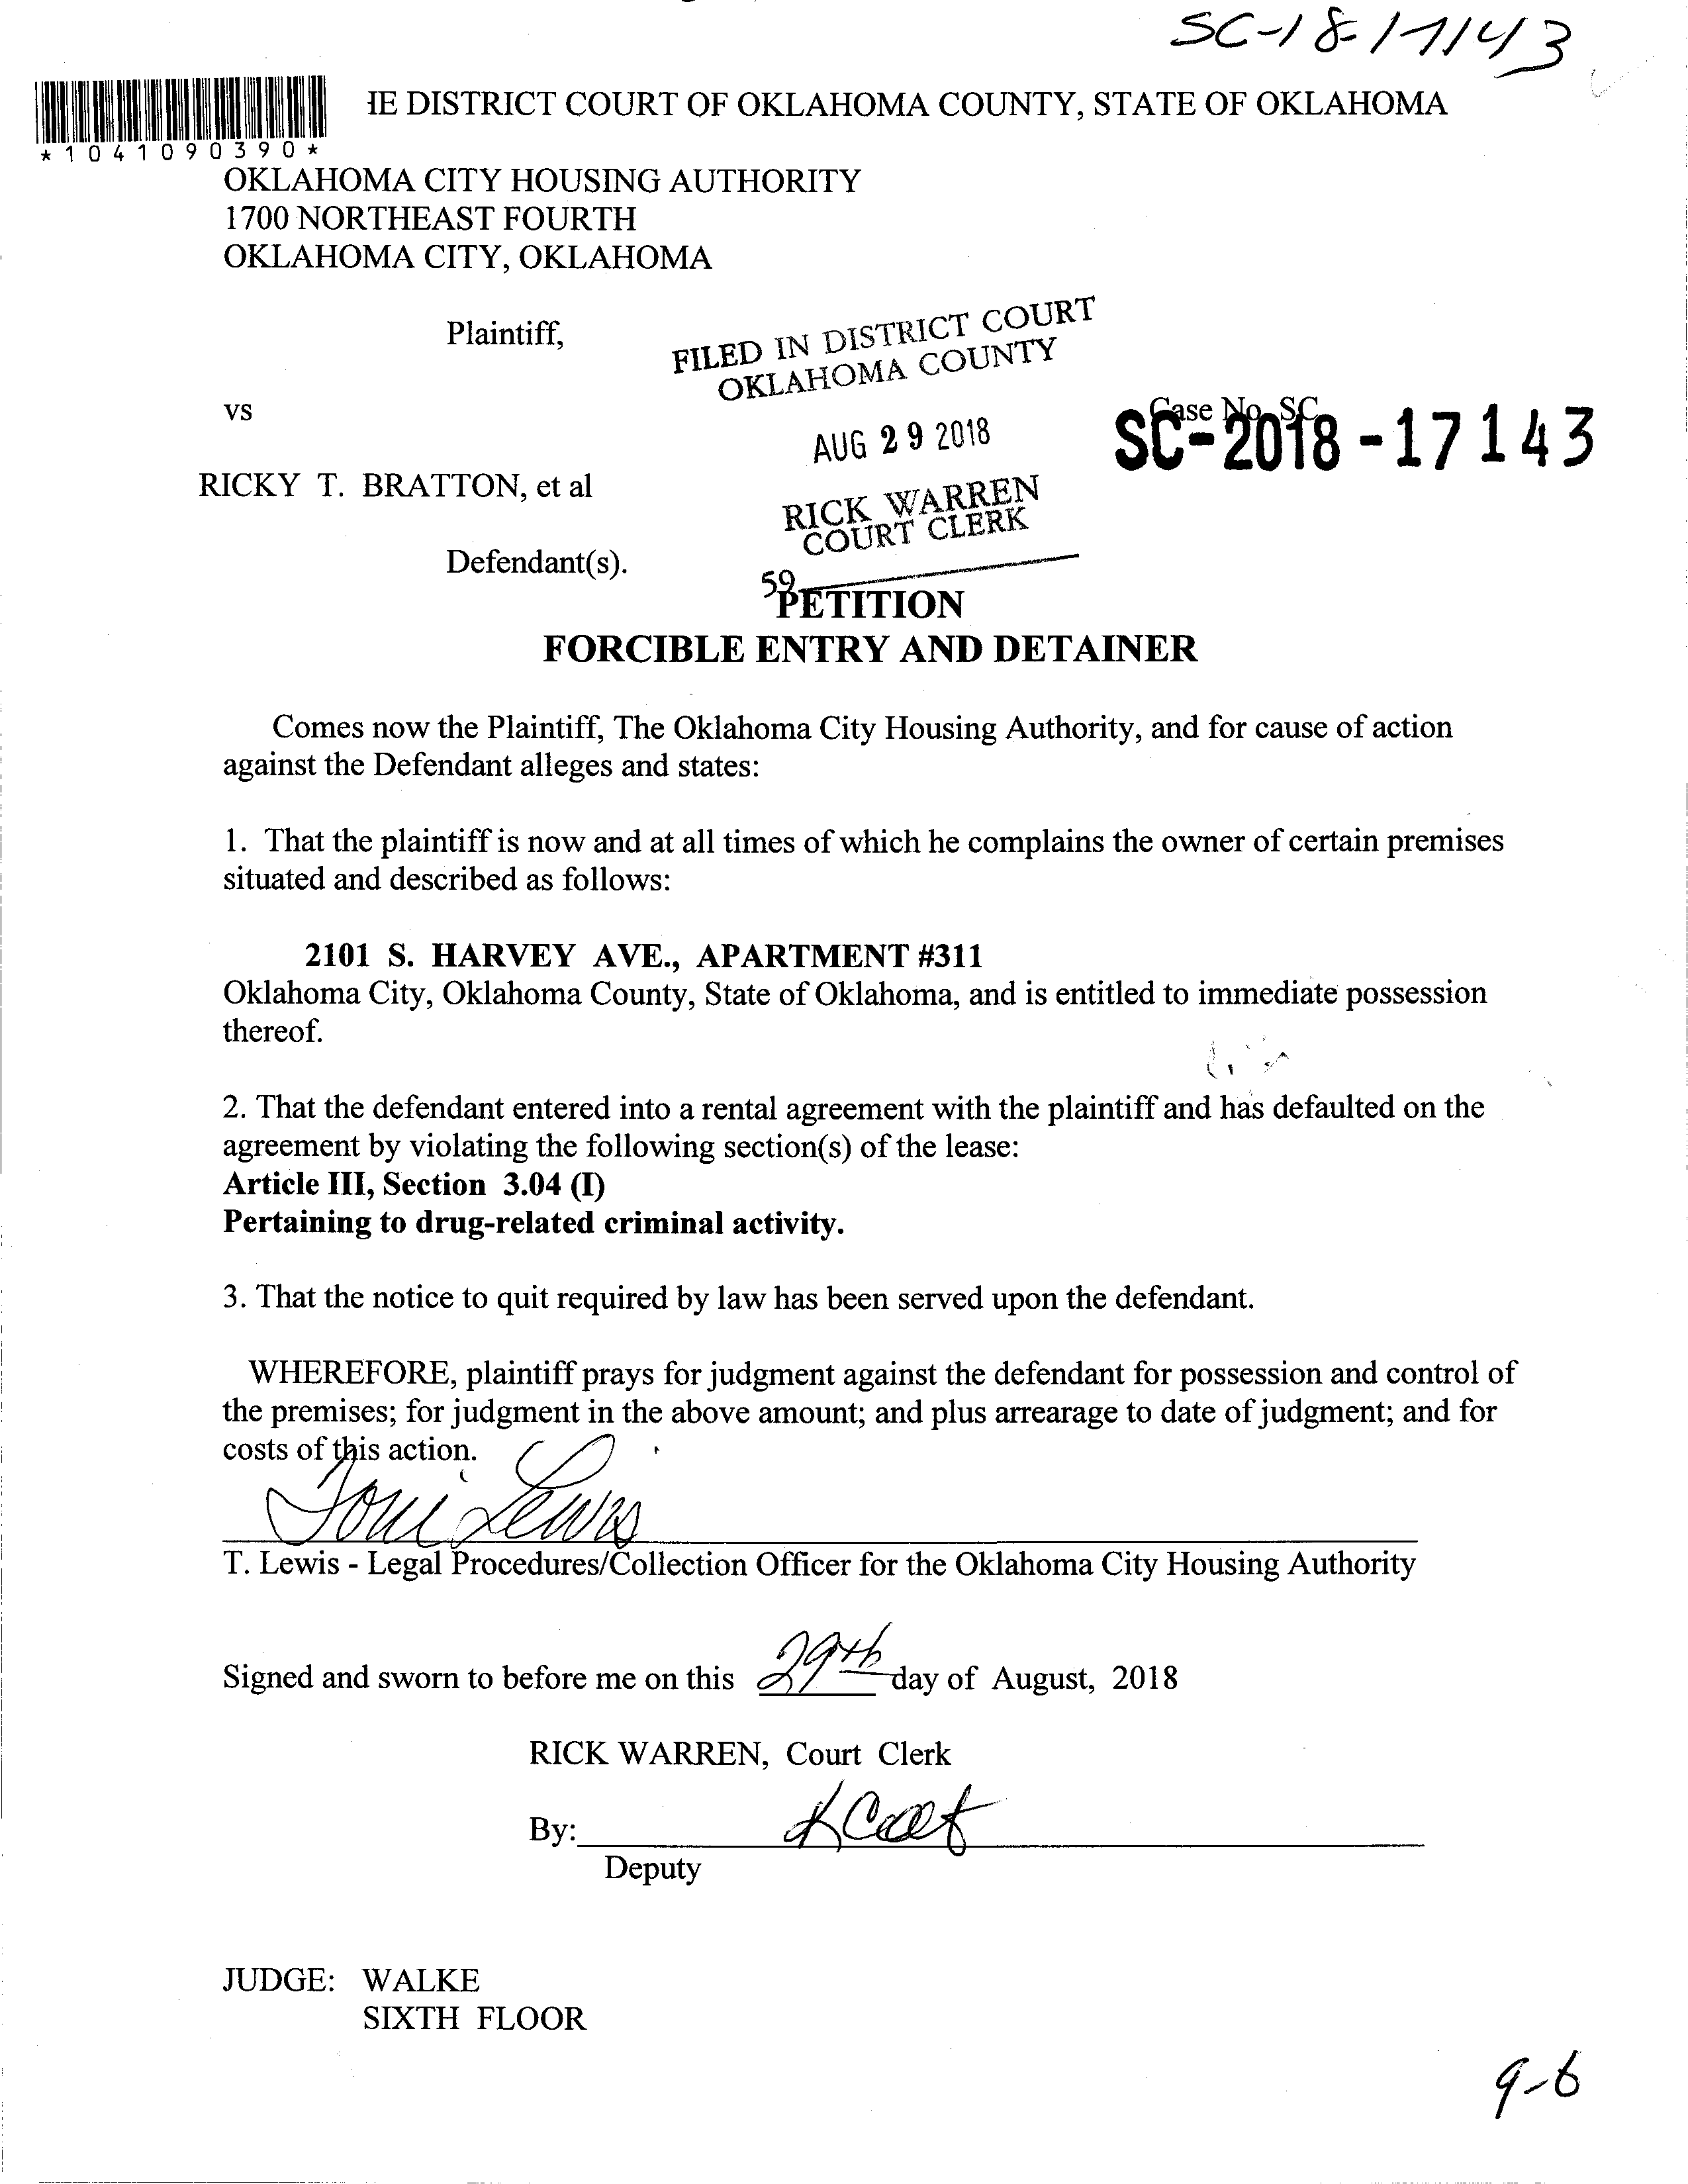 SC-18-17143
*1041090390*
IE DISTRICT COURT OF OKLAHOMA COUNTY, STATE OF OKLAHOMA
OKLAHOMA CITY HOUSING AUTHORITY
1700 NORTHEAST FOURTH
OKLAHOMA CITY, OKLAHOMA
Plaintiff,
FILED IN DISTRICT COURT
OKLAHOMA COUNTY
vs
AUG 29 2018
Case No. SC
SC-2018-17143
RICKY T. BRATTON, et al
RICK WARREN
COURT CLERK
Defendant(s).
59
PETITION
FORCIBLE ENTRY AND DETAINER
Comes now the Plaintiff, The Oklahoma City Housing Authority, and for cause of action
against the Defendant alleges and states:
1. That the plaintiff is now and at all times of which he complains the owner of certain premises
situated and described as follows:
2101 S. HARVEY AVE., APARTMENT #311
Oklahoma City, Oklahoma County, State of Oklahoma, and is entitled to immediate possession
thereof.
2. That the defendant entered into a rental agreement with the plaintiff and has defaulted on the
agreement by violating the following section(s) of the lease:
Article III, Section 3.04 (I)
Pertaining to drug-related criminal activity.
3. That the notice to quit required by law has been served upon the defendant.
WHEREFORE, plaintiff prays for judgment against the defendant for possession and control of
the premises; for judgment in the above amount; and plus arrearage to date of judgment; and for
costs of this action.
Toni Lewis
T. Lewis - Legal Procedures/Collection Officer for the Oklahoma City Housing Authority
Signed and sworn to before me on this 29th day of August, 2018
RICK WARREN, Court Clerk
By:
Deputy
JUDGE: WALKE
SIXTH FLOOR
9-6